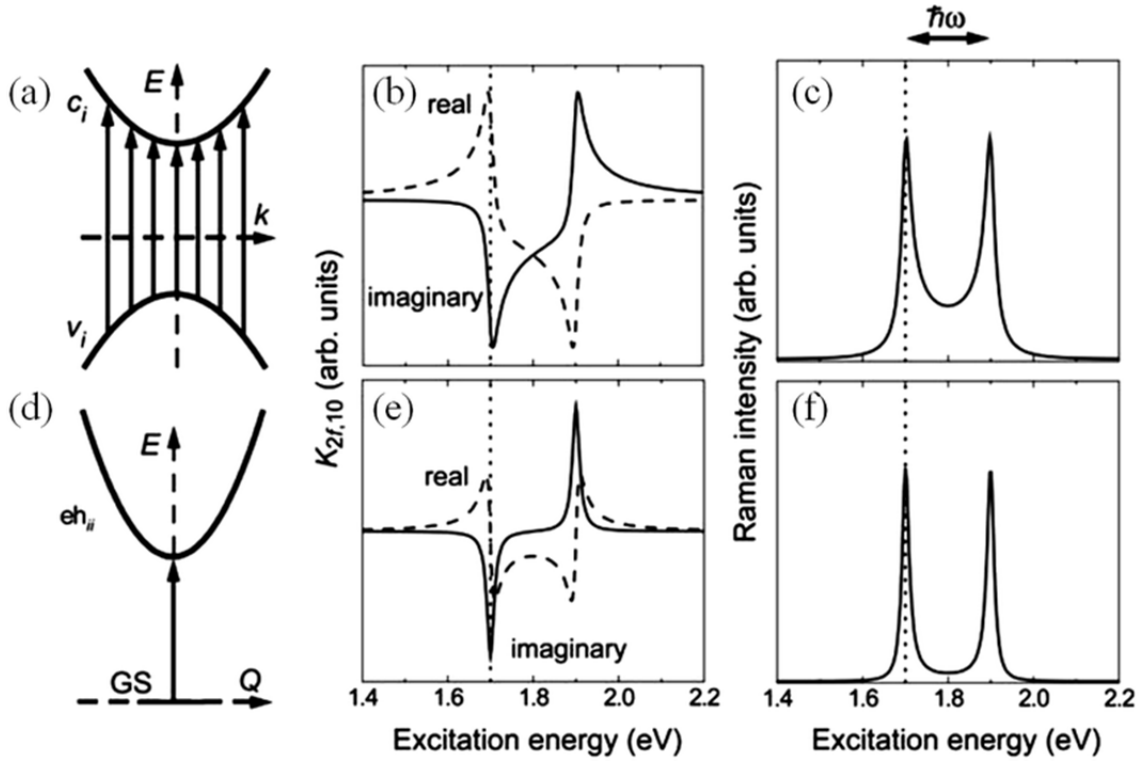 ħω
(a)
E
c_i
k
v_i
(b)
real
imaginary
(c)
(d)
E
eh_ii
GS
Q
(e)
real
imaginary
1.4 1.6 1.8 2.0 2.2
Excitation energy (eV)
K_2f,10 (arb. units)
(f)
1.4 1.6 1.8 2.0 2.2
Excitation energy (eV)
Raman intensity (arb. units)